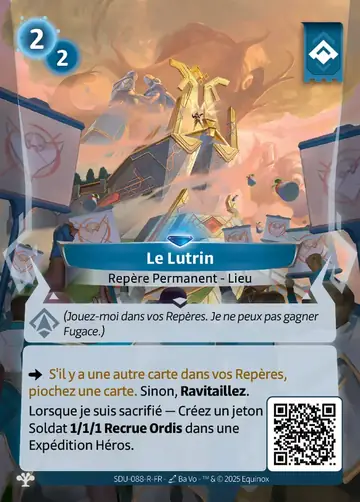 2
2
Le Lutrin
Repère Permanent - Lieu
(Jouez-moi dans vos Repères. Je ne peux pas gagner
Fugace.)
S'il y a une autre carte dans vos Repères,
piochez une carte. Sinon, Ravitaillez.
Lorsque je suis sacrifié — Créez un jeton
Soldat 1/1/1 Recrue Ordis dans une
Expédition Héros.
SDU-088-R-FR - Ba Vo - ™ & © 2025 Equinox